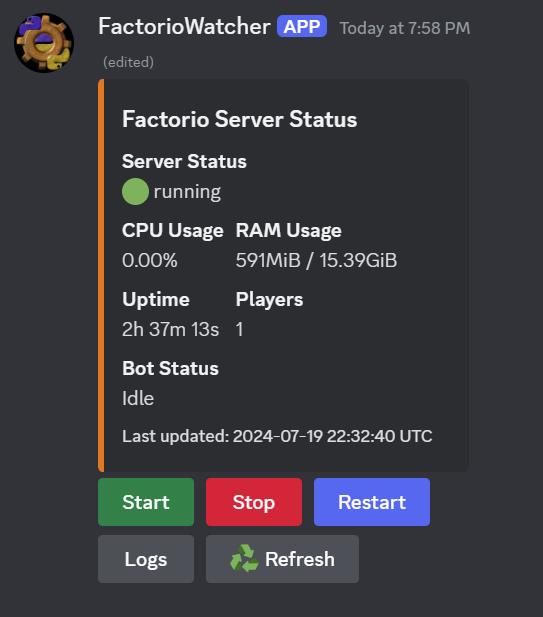 FactorioWatcher APP Today at 7:58 PM
(edited)
Factorio Server Status
Server Status
running
CPU Usage RAM Usage
0.00% 591MiB / 15.39GiB
Uptime Players
2h 37m 13s 1
Bot Status
Idle
Last updated: 2024-07-19 22:32:40 UTC
Start Stop Restart
Logs Refresh